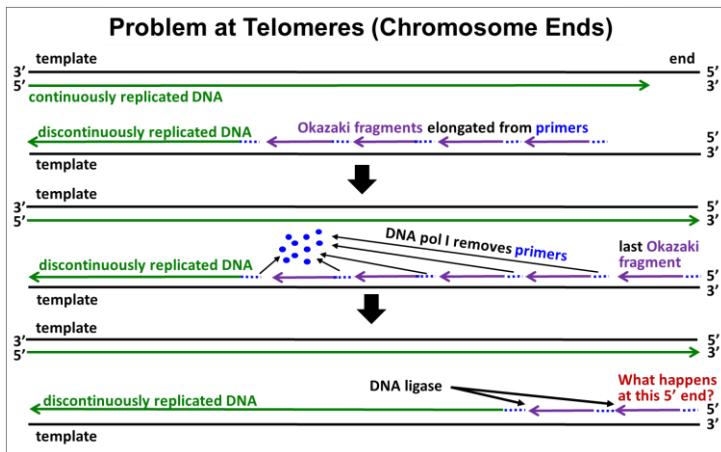 Problem at Telomeres (Chromosome Ends)
template
end
3’
5’
5’
3’
continuously replicated DNA
discontinuously replicated DNA
Okazaki fragments elongated from primers
5’
3’
template
template
3’
5’
5’
3’
DNA pol I removes primers
last Okazaki
fragment
discontinuously replicated DNA
5’
3’
template
template
3’
5’
5’
3’
discontinuously replicated DNA
DNA ligase
What happens
at this 5’ end?
5’
3’
template